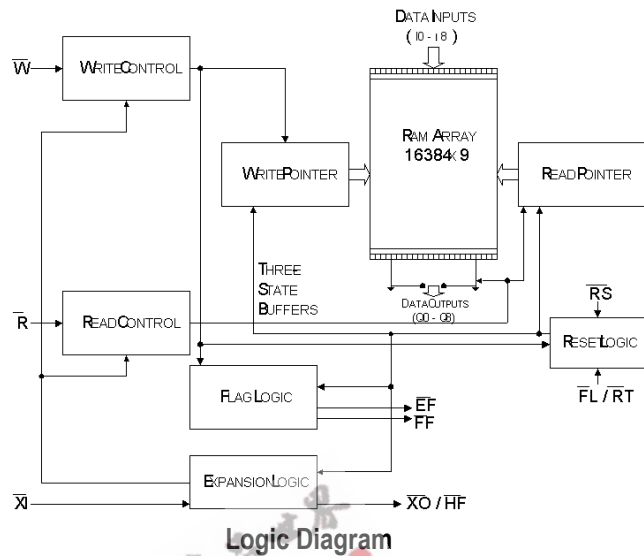 DATA INPUTS
( I0 - I8 )
W
WRITE CONTROL
RAM ARRAY
16384 x 9
WRITE POINTER
READ POINTER
THREE
STATE
BUFFERS
DATA OUTPUTS
(Q0 - Q8)
RS
R
READ CONTROL
RESET LOGIC
FLAG LOGIC
EF
FF
FL / RT
EXPANSION LOGIC
XI
XO / HF
Logic Diagram